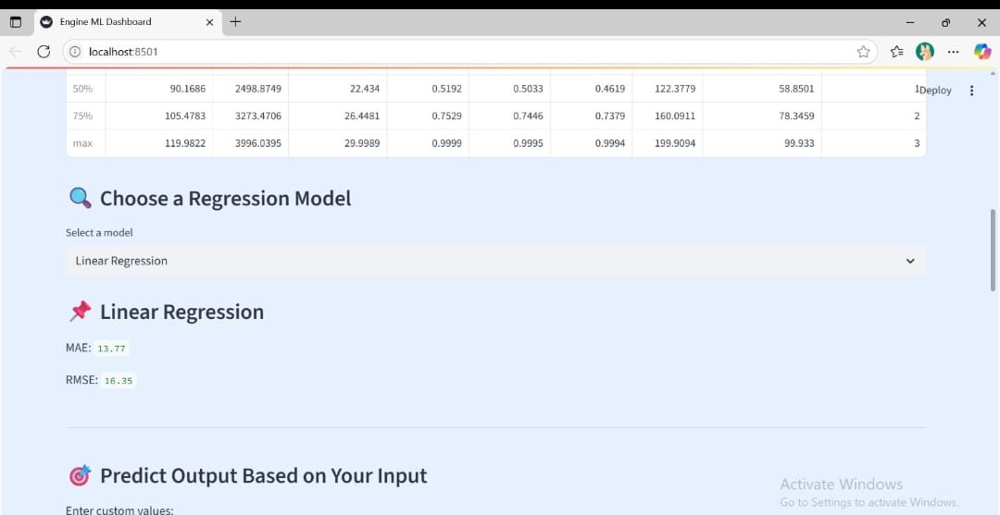 Engine ML Dashboard
localhost:8501
50% 90.1686 2498.8749 22.434 0.5192 0.5033 0.4619 122.3779 58.8501 1
Deploy
75% 105.4783 3273.4706 26.4481 0.7529 0.7446 0.7379 160.0911 78.3459 2
max 119.9822 3996.0395 29.9989 0.9999 0.9995 0.9994 199.9094 99.933 3
Choose a Regression Model
Select a model
Linear Regression
Linear Regression
MAE: 13.77
RMSE: 16.35
Predict Output Based on Your Input
Enter custom values:
Activate Windows
Go to Settings to activate Windows.